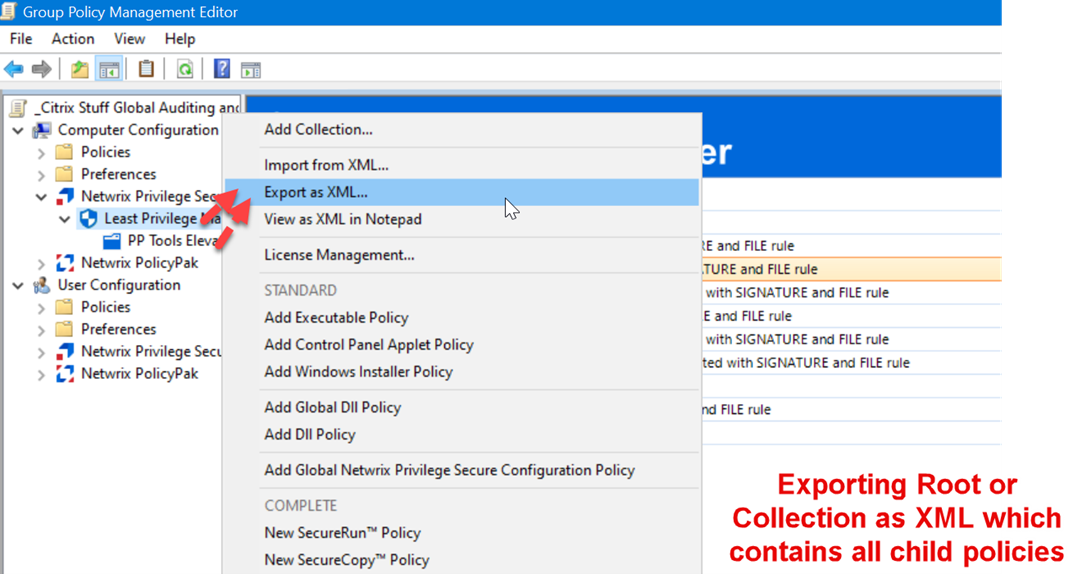 Group Policy Management Editor
File Action View Help
_Citrix Stuff Global Auditing and
Computer Configuration
Policies
Preferences
Netwrix Privilege Sec
Least Privilege Ma
PP Tools Eleva
Netwrix PolicyPak
User Configuration
Policies
Preferences
Netwrix Privilege Secu
Netwrix PolicyPak
Add Collection...
Import from XML...
Export as XML...
View as XML in Notepad
License Management...
STANDARD
Add Executable Policy
Add Control Panel Applet Policy
Add Windows Installer Policy
Add Global Dll Policy
Add Dll Policy
Add Global Netwrix Privilege Secure Configuration Policy
COMPLETE
New SecureRun™ Policy
New SecureCopy™ Policy
er
RE and FILE rule
TURE and FILE rule
with SIGNATURE and FILE rule
E and FILE rule
with SIGNATURE and FILE rule
ted with SIGNATURE and FILE rule
nd FILE rule
Exporting Root or
Collection as XML which
contains all child policies